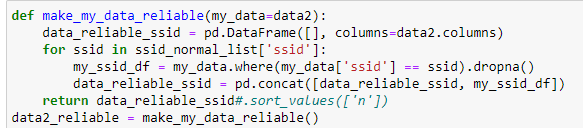 def make_my_data_reliable(my_data=data2):
    data_reliable_ssid = pd.DataFrame([], columns=data2.columns)
    for ssid in ssid_normal_list['ssid']:
        my_ssid_df = my_data.where(my_data['ssid'] == ssid).dropna()
        data_reliable_ssid = pd.concat([data_reliable_ssid, my_ssid_df])
    return data_reliable_ssid#.sort_values(['n'])
data2_reliable = make_my_data_reliable()